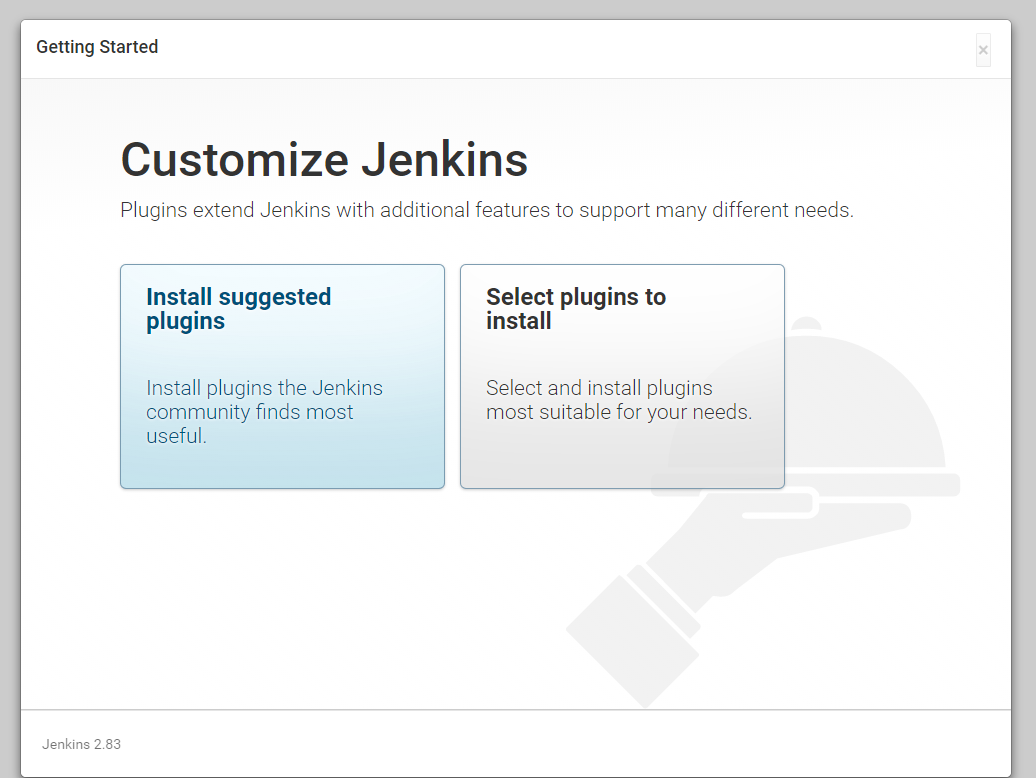 Getting Started
×
Customize Jenkins
Plugins extend Jenkins with additional features to support many different needs.
Install suggested
plugins
Install plugins the Jenkins
community finds most
useful.
Select plugins to
install
Select and install plugins
most suitable for your needs.
Jenkins 2.83